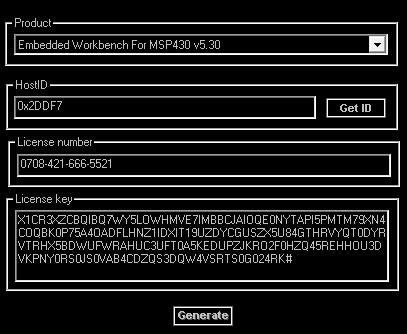 Product
Embedded Workbench For MSP430 v5.30
HostID
0x2DDF7
Get ID
License number
0708-421-666-5521
License key
X1CR3XZCBQIBQ7WY5LOWHMVE7IMBBCJAIOQE0NYTAPI5PMTM79XN4
COQBK0P75A4OADFLHNZ1IDXIT19UZDYCGUSZX5U84GTHRVYQT0DYR
VTRHX5BDWUFWRAHUC3UFT0A5KEDUPZJKRO2F0HZQ45REHHOU3D
VKPNY0RS0JS0VAB4CDZQS3DQW4VSRTS0G024RK#
Generate